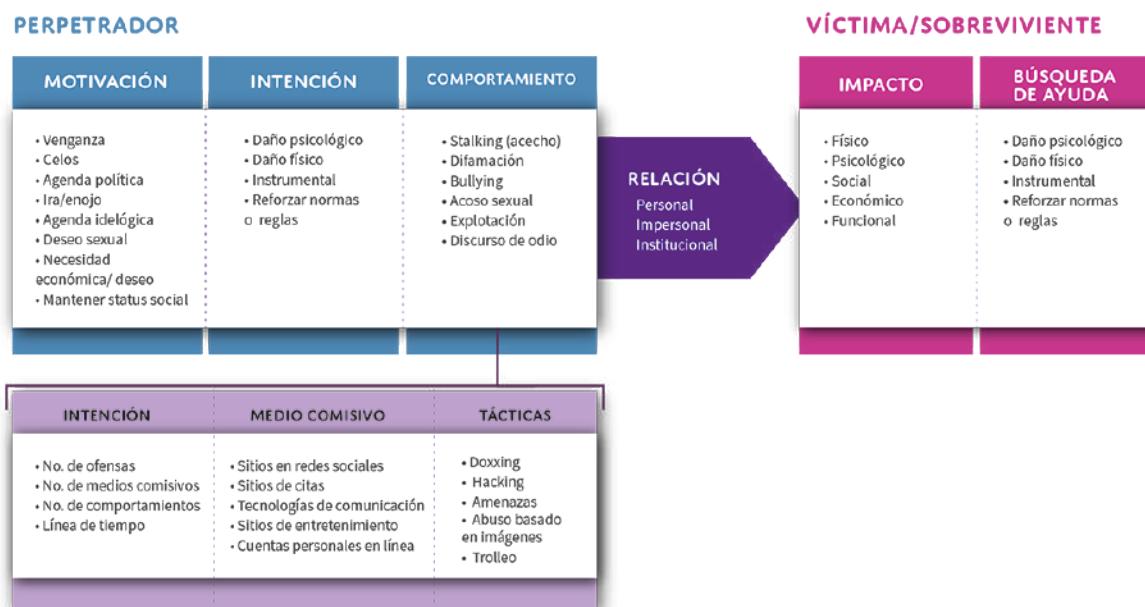 PERPETRADOR
MOTIVACIÓN
• Venganza
• Celos
• Agenda política
• Ira/enojo
• Agenda idelógica
• Deseo sexual
• Necesidad
económica/ deseo
• Mantener status social
INTENCIÓN
• Daño psicológico
• Daño físico
• Instrumental
• Reforzar normas
o reglas
COMPORTAMIENTO
• Stalking (acecho)
• Difamación
• Bullying
• Acoso sexual
• Explotación
• Discurso de odio
RELACIÓN
Personal
Impersonal
Institucional
VÍCTIMA/SOBREVIVIENTE
IMPACTO
• Físico
• Psicológico
• Social
• Económico
• Funcional
BÚSQUEDA
DE AYUDA
• Daño psicológico
• Daño físico
• Instrumental
• Reforzar normas
o reglas
INTENCIÓN
• No. de ofensas
• No. de medios comisivos
• No. de comportamientos
• Línea de tiempo
MEDIO COMISIVO
• Sitios en redes sociales
• Sitios de citas
• Tecnologías de comunicación
• Sitios de entretenimiento
• Cuentas personales en línea
TÁCTICAS
• Doxxing
• Hacking
• Amenazas
• Abuso basado
en imágenes
• Trolleo